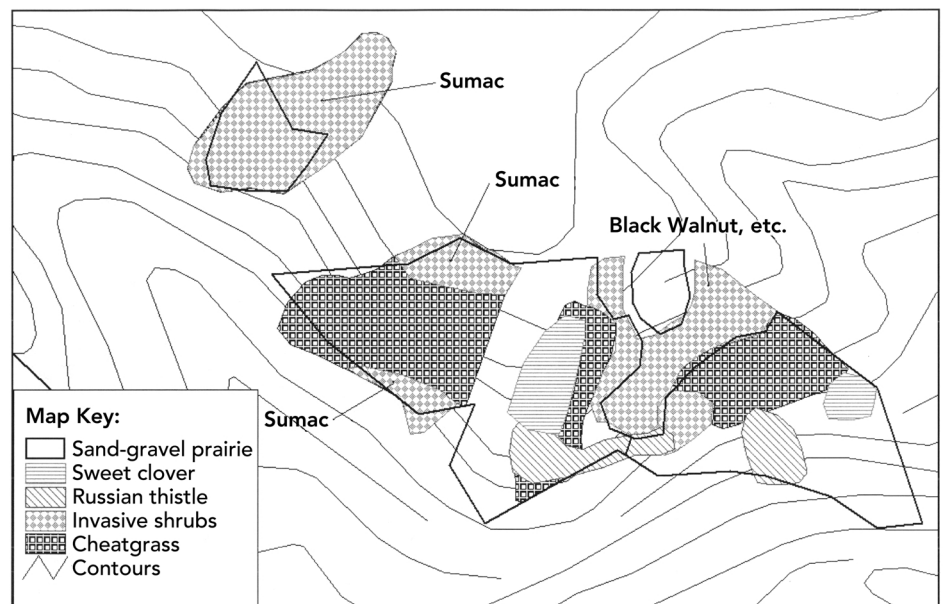 Sumac
Sumac
Black Walnut, etc.
Sumac
Map Key:
Sand-gravel prairie
Sweet clover
Russian thistle
Invasive shrubs
Cheatgrass
Contours